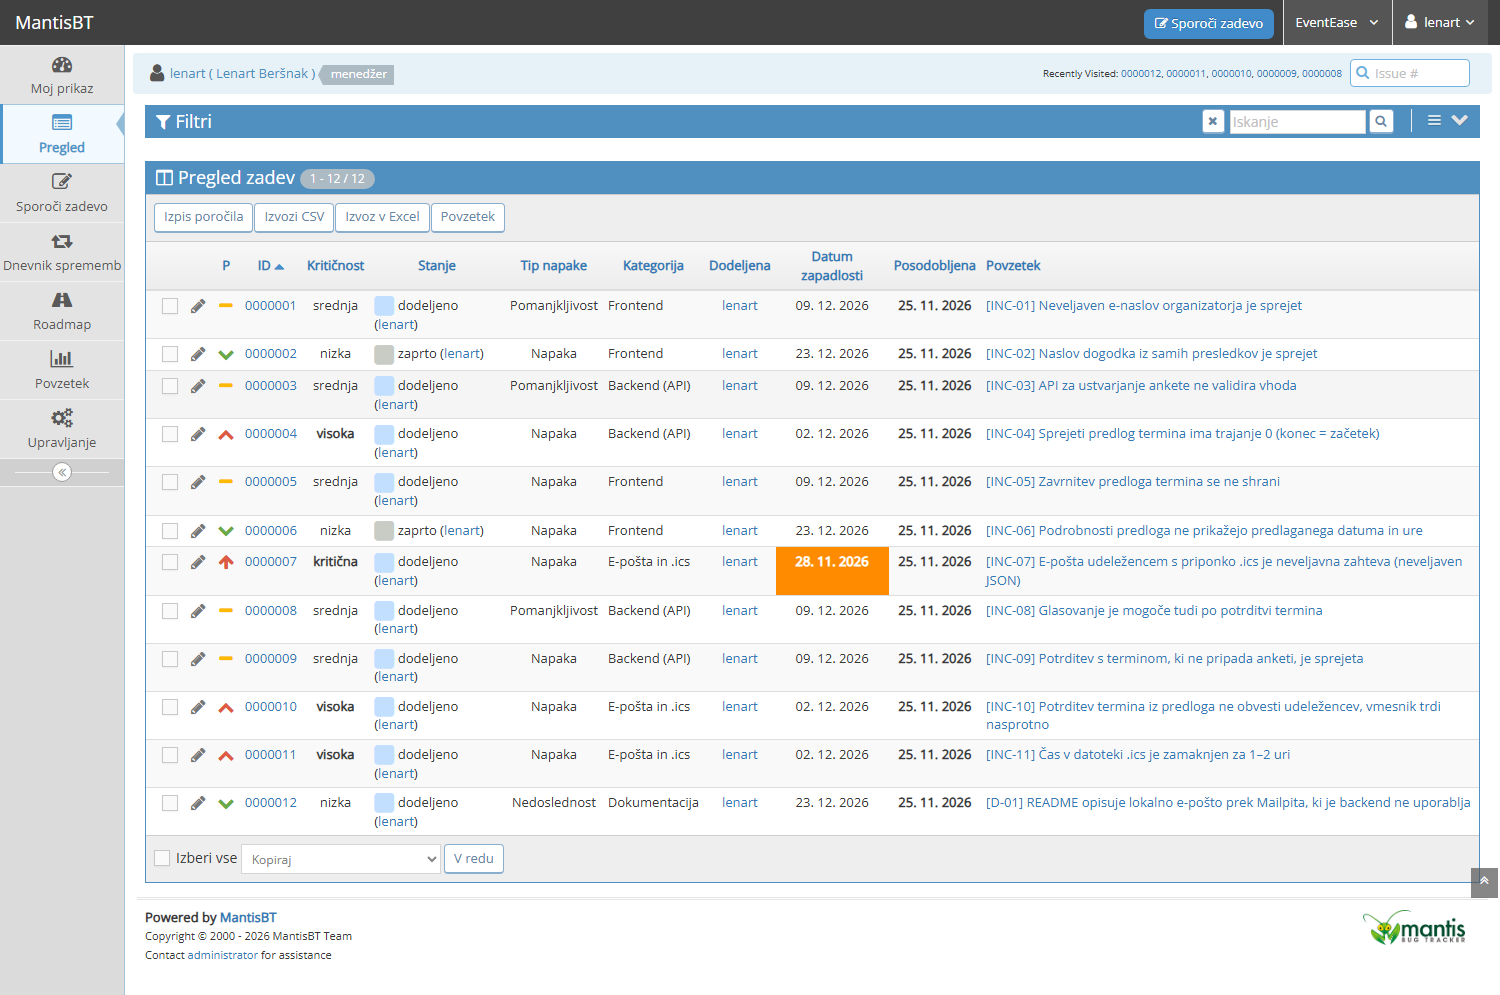 MantisBT
Sporoči zadevo
EventEase
lenart
Moj prikaz
Pregled
Sporoči zadevo
Dnevnik sprememb
Roadmap
Povzetek
Upravljanje
lenart ( Lenart Beršnak )
menedžer
Recently Visited: 0000012, 0000011, 0000010, 0000009, 0000008
Issue #
Filtri
Iskanje
Pregled zadev 1 - 12 / 12
Izpis poročila Izvozi CSV Izvoz v Excel Povzetek
P ID Kritičnost Stanje Tip napake Kategorija Dodeljena Datum zapadlosti Posodobljena Povzetek
0000001 srednja dodeljeno (lenart) Pomanjkljivost Frontend lenart 09. 12. 2026 25. 11. 2026 [INC-01] Neveljaven e-naslov organizatorja je sprejet
0000002 nizka zaprto (lenart) Napaka Frontend lenart 23. 12. 2026 25. 11. 2026 [INC-02] Naslov dogodka iz samih presledkov je sprejet
0000003 srednja dodeljeno (lenart) Pomanjkljivost Backend (API) lenart 09. 12. 2026 25. 11. 2026 [INC-03] API za ustvarjanje ankete ne validira vhoda
0000004 visoka dodeljeno (lenart) Napaka Backend (API) lenart 02. 12. 2026 25. 11. 2026 [INC-04] Sprejeti predlog termina ima trajanje 0 (konec = začetek)
0000005 srednja dodeljeno (lenart) Napaka Frontend lenart 09. 12. 2026 25. 11. 2026 [INC-05] Zavrnitev predloga termina se ne shrani
0000006 nizka zaprto (lenart) Napaka Frontend lenart 23. 12. 2026 25. 11. 2026 [INC-06] Podrobnosti predloga ne prikažejo predlaganega datuma in ure
0000007 kritična dodeljeno (lenart) Napaka E-pošta in .ics lenart 28. 11. 2026 25. 11. 2026 [INC-07] E-pošta udeležencem s priponko .ics je neveljavna zahteva (neveljaven JSON)
0000008 srednja dodeljeno (lenart) Pomanjkljivost Backend (API) lenart 09. 12. 2026 25. 11. 2026 [INC-08] Glasovanje je mogoče tudi po potrditvi termina
0000009 srednja dodeljeno (lenart) Napaka Backend (API) lenart 09. 12. 2026 25. 11. 2026 [INC-09] Potrditev s terminom, ki ne pripada anketi, je sprejeta
0000010 visoka dodeljeno (lenart) Napaka E-pošta in .ics lenart 02. 12. 2026 25. 11. 2026 [INC-10] Potrditev termina iz predloga ne obvesti udeležencev, vmesnik trdi nasprotno
0000011 visoka dodeljeno (lenart) Napaka E-pošta in .ics lenart 02. 12. 2026 25. 11. 2026 [INC-11] Čas v datoteki .ics je zamaknjen za 1–2 uri
0000012 nizka dodeljeno (lenart) Nedoslednost Dokumentacija lenart 23. 12. 2026 25. 11. 2026 [D-01] README opisuje lokalno e-pošto prek Mailpita, ki je backend ne uporablja
Izberi vse Kopiraj V redu
Powered by MantisBT
Copyright © 2000 - 2026 MantisBT Team
Contact administrator for assistance
mantis
BUG TRACKER